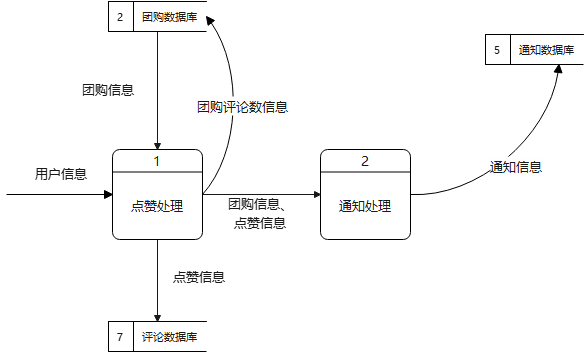 2 团购数据库
5 通知数据库
团购信息
团购评论数信息
1
2
通知信息
用户信息
点赞处理
团购信息、
点赞信息
通知处理
点赞信息
7 评论数据库